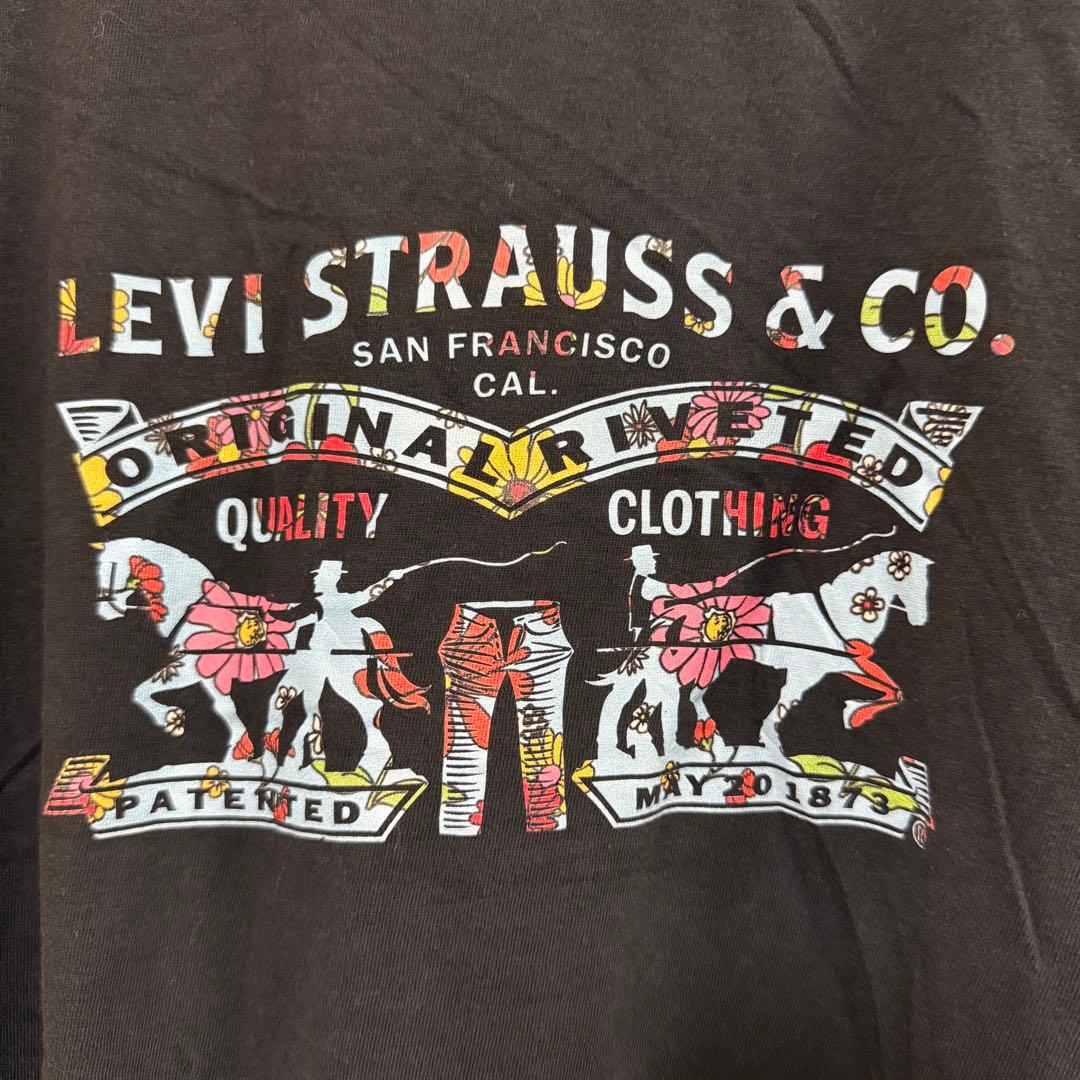 LEVI STRAUSS & CO.
SAN FRANCISCO
CAL.
ORIGINAL RIVETED
QUALITY CLOTHING
PATENTED MAY 20 1873
®